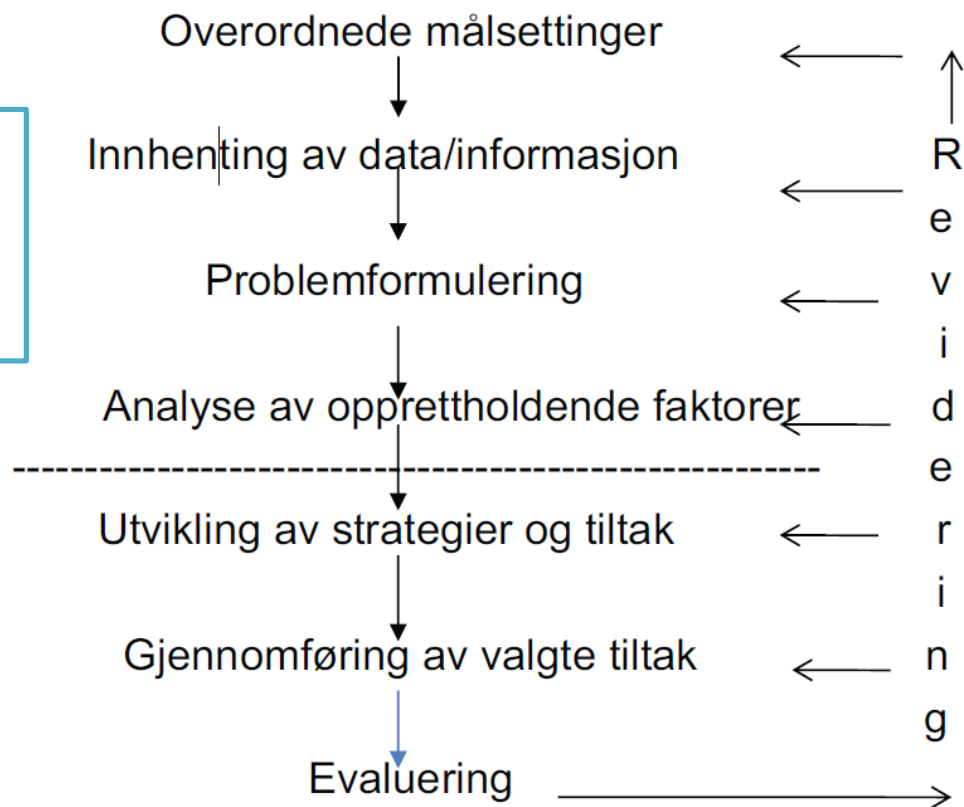 Overordnede målsettinger
Innhenting av data/informasjon
Problemformulering
Analyse av opprettholdende faktorer
--------------------------------------------------------
Utvikling av strategier og tiltak
Gjennomføring av valgte tiltak
Evaluering
Revidering